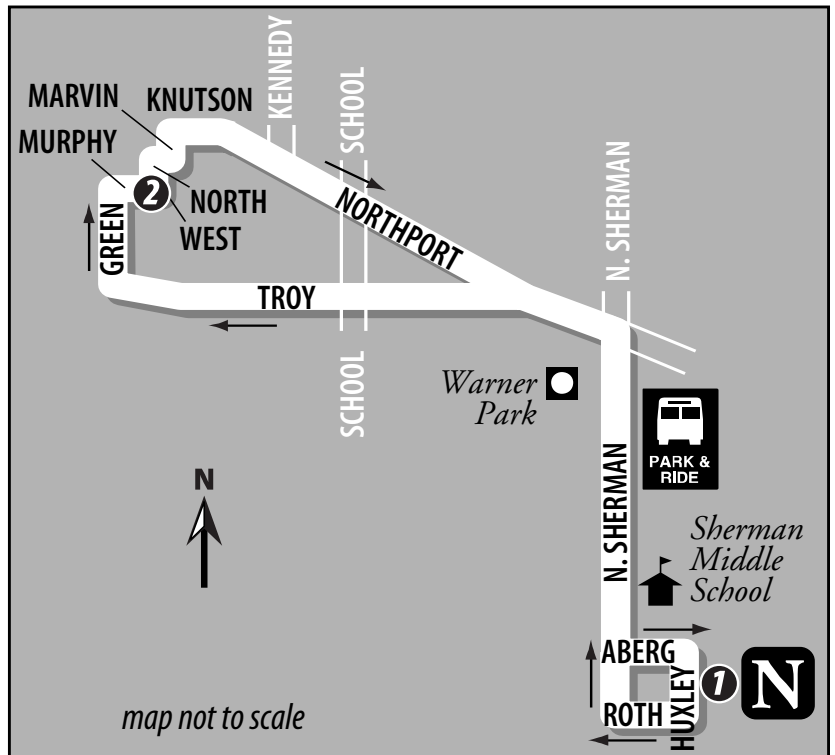 KENNEDY
SCHOOL
MARVIN
KNUTSON
MURPHY
2
NORTH
WEST
GREEN
NORTHPORT
N. SHERMAN
TROY
SCHOOL
Warner
Park
PARK &
RIDE
N
N. SHERMAN
Sherman
Middle
School
ABERG
HUXLEY
1
N
ROTH
map not to scale